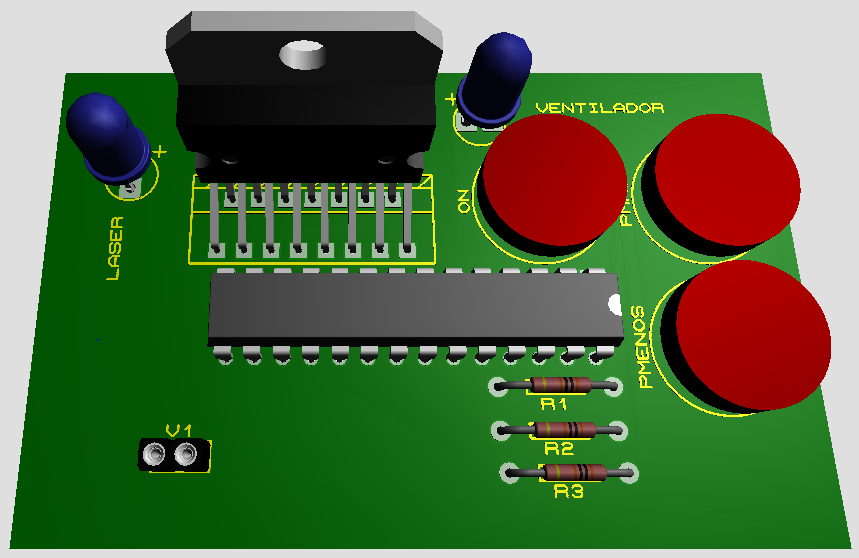 VENTILADOR
+
+
ON
LASER
PMENOS
R1
V1
R2
R3